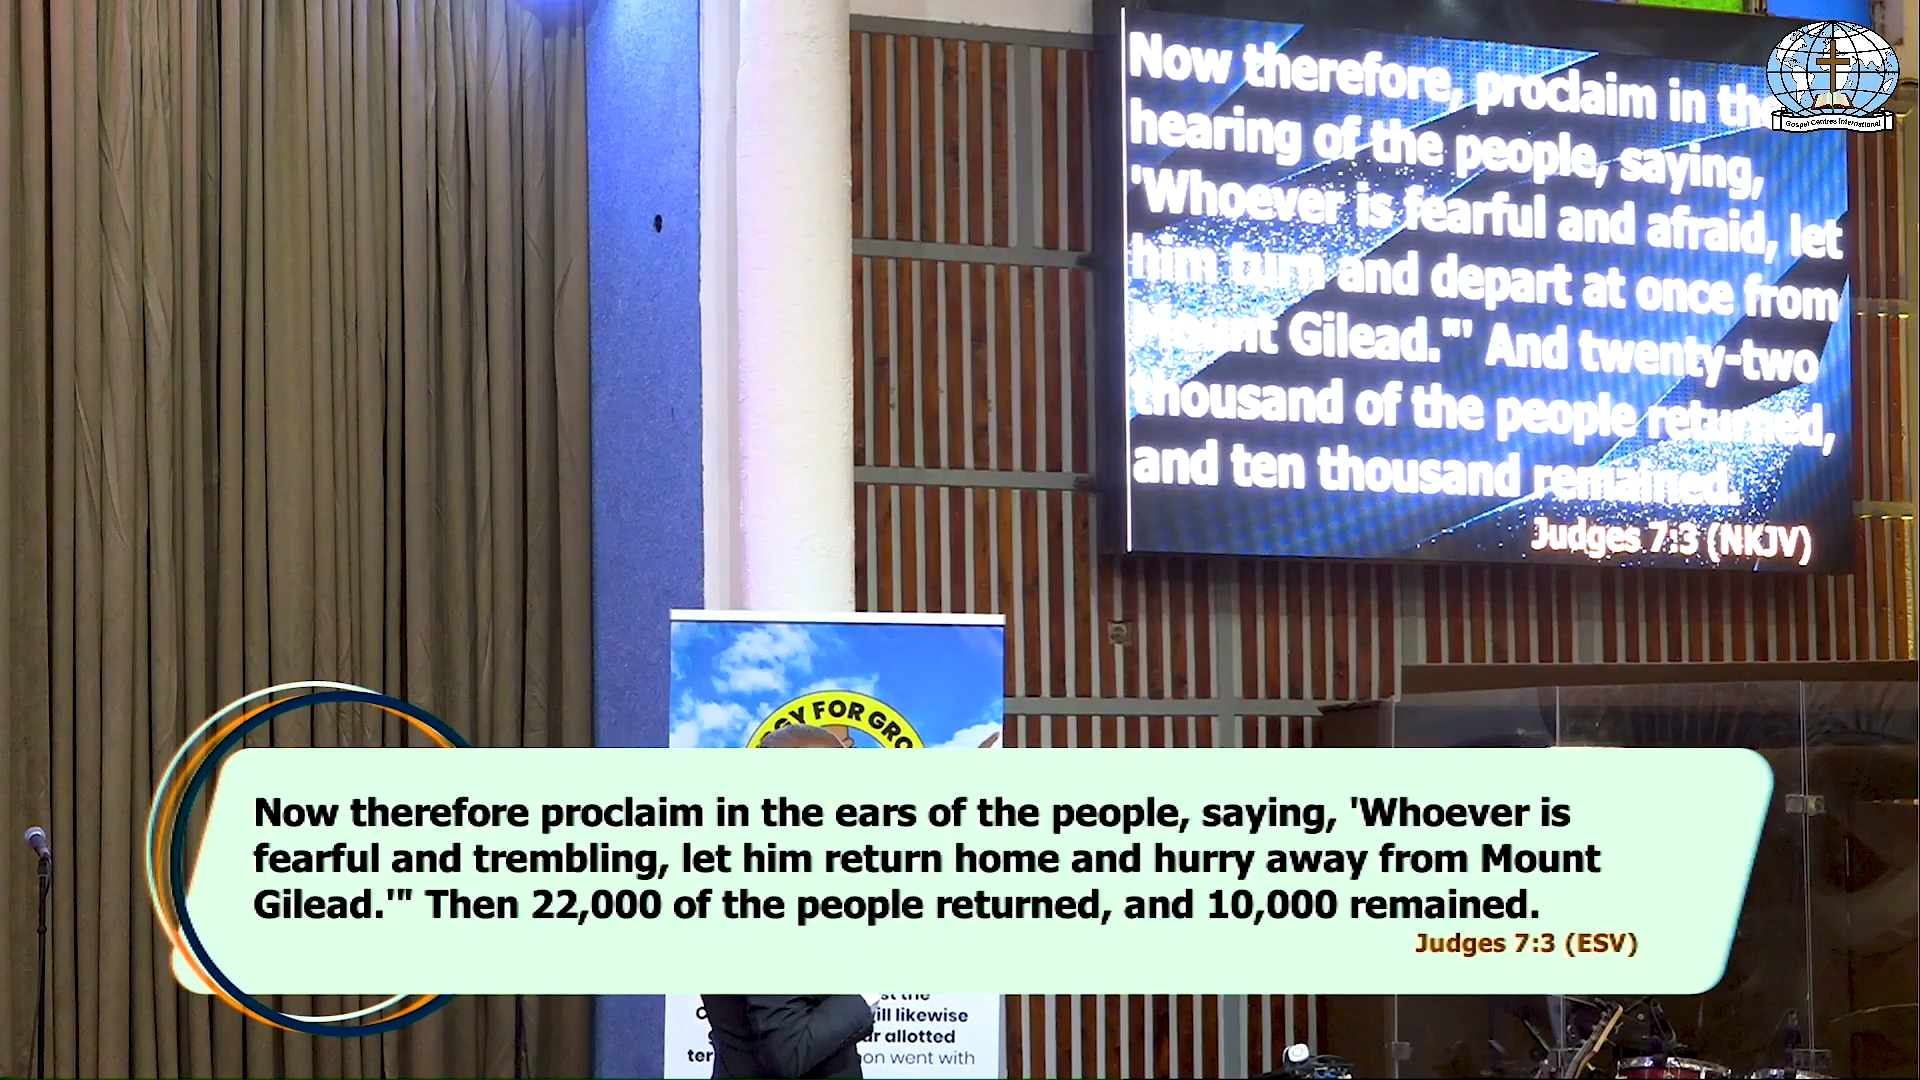 Now therefore, proclaim in the
hearing of the people, saying,
'Whoever is fearful and afraid, let
him turn and depart at once from
Mount Gilead."' And twenty-two
thousand of the people returned,
and ten thousand remained.
Judges 7:3 (NKJV)
Gospel Centres International
FOR
Now therefore proclaim in the ears of the people, saying, 'Whoever is
fearful and trembling, let him return home and hurry away from Mount
Gilead.'" Then 22,000 of the people returned, and 10,000 remained.
Judges 7:3 (ESV)
the
likewise
allotted
went with